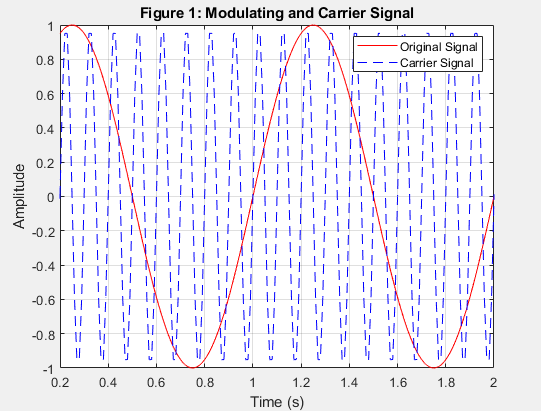 Figure 1: Modulating and Carrier Signal
Original Signal
Carrier Signal
Amplitude
1
0.8
0.6
0.4
0.2
0
-0.2
-0.4
-0.6
-0.8
-1
0.2 0.4 0.6 0.8 1 1.2 1.4 1.6 1.8 2
Time (s)